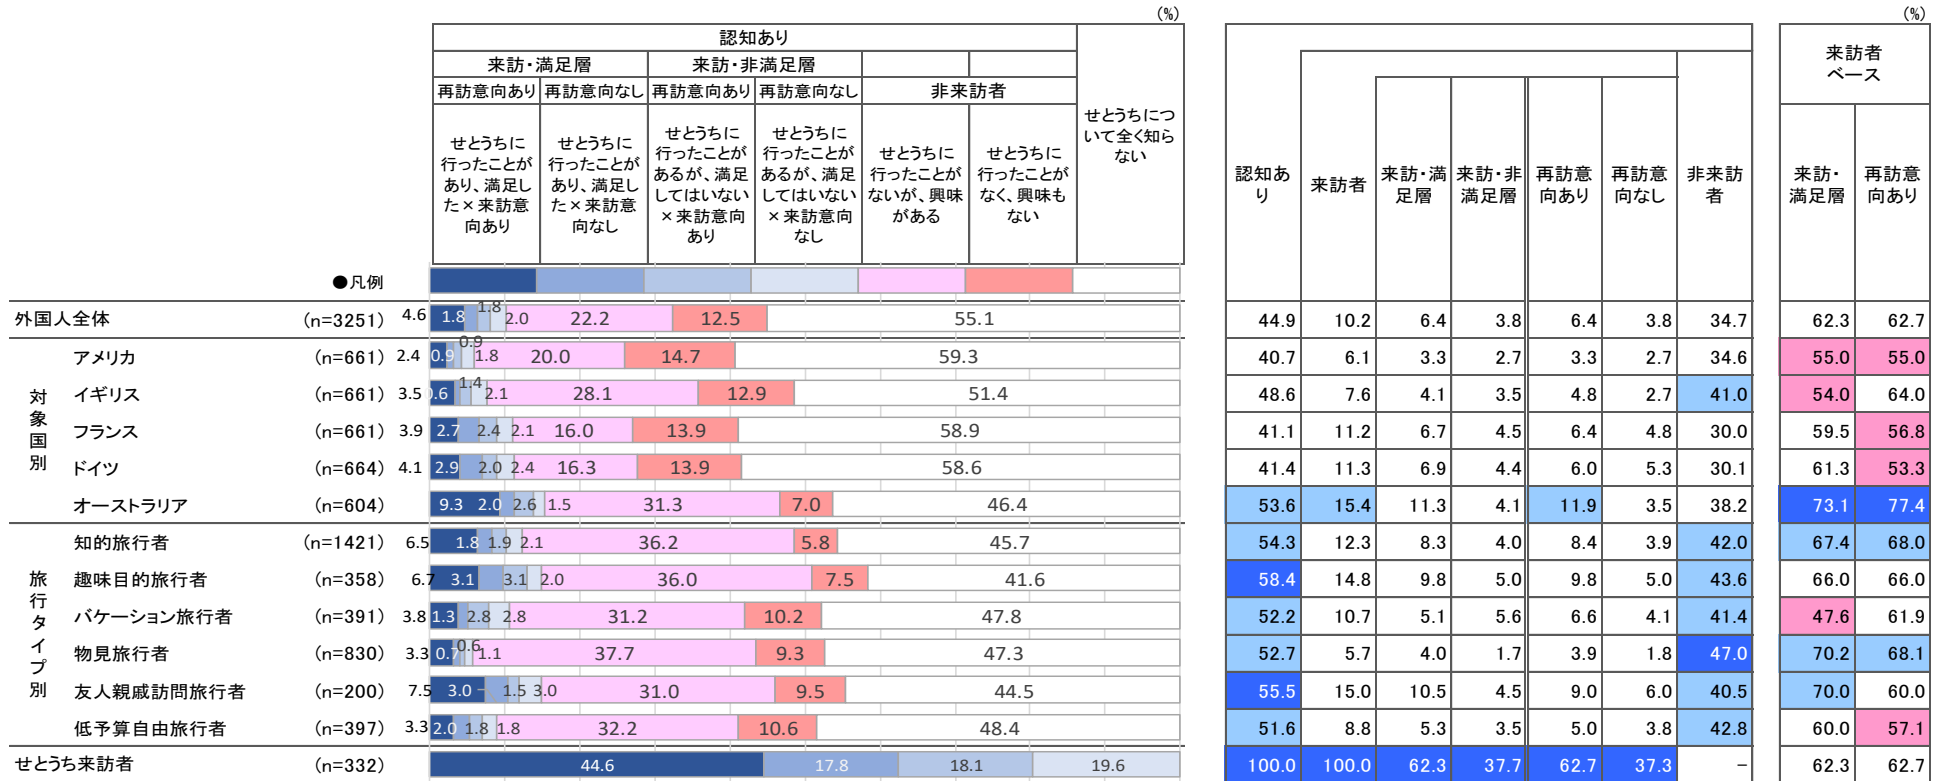 (%)
(%)
認知あり
来訪・満足層 来訪・非満足層
再訪意向あり 再訪意向なし 再訪意向あり 再訪意向なし 非来訪者
せとうちに
行ったことが
あり、満足し
た×来訪意
向あり
せとうちに
行ったことが
あり、満足し
た×来訪意
向なし
せとうちに
行ったことが
あるが、満足
してはいない
×来訪意向
あり
せとうちに
行ったことが
あるが、満足
してはいない
×来訪意向
なし
せとうちに
行ったことが
ないが、興味
がある
せとうちに
行ったことが
なく、興味も
ない
せとうちにつ
いて全く知ら
ない
認知あ
り
来訪者
来訪・満
足層
来訪・非
満足層
再訪意
向あり
再訪意
向なし
非来訪
者
来訪者
ベース
来訪・
満足層
再訪意
向あり
●凡例
外国人全体 (n=3251) 4.6 1.8 1.8 2.0 22.2 12.5 55.1 44.9 10.2 6.4 3.8 6.4 3.8 34.7 62.3 62.7
対象国別
アメリカ (n=661) 2.4 0.9 0.9 1.8 20.0 14.7 59.3 40.7 6.1 3.3 2.7 3.3 2.7 34.6 55.0 55.0
イギリス (n=661) 3.5 0.6 1.4 2.1 28.1 12.9 51.4 48.6 7.6 4.1 3.5 4.8 2.7 41.0 54.0 64.0
フランス (n=661) 3.9 2.7 2.4 2.1 16.0 13.9 58.9 41.1 11.2 6.7 4.5 6.4 4.8 30.0 59.5 56.8
ドイツ (n=664) 4.1 2.9 2.0 2.4 16.3 13.9 58.6 41.4 11.3 6.9 4.4 6.0 5.3 30.1 61.3 53.3
オーストラリア (n=604) 9.3 2.0 2.6 1.5 31.3 7.0 46.4 53.6 15.4 11.3 4.1 11.9 3.5 38.2 73.1 77.4
旅行タイプ別
知的旅行者 (n=1421) 6.5 1.8 1.9 2.1 36.2 5.8 45.7 54.3 12.3 8.3 4.0 8.4 3.9 42.0 67.4 68.0
趣味目的旅行者 (n=358) 6.7 3.1 3.1 2.0 36.0 7.5 41.6 58.4 14.8 9.8 5.0 9.8 5.0 43.6 66.0 66.0
バケーション旅行者 (n=391) 3.8 1.3 2.8 2.8 31.2 10.2 47.8 52.2 10.7 5.1 5.6 6.6 4.1 41.4 47.6 61.9
物見旅行者 (n=830) 3.3 0.7 0.6 1.1 37.7 9.3 47.3 52.7 5.7 4.0 1.7 3.9 1.8 47.0 70.2 68.1
友人親戚訪問旅行者 (n=200) 7.5 3.0 1.5 3.0 31.0 9.5 44.5 55.5 15.0 10.5 4.5 9.0 6.0 40.5 70.0 60.0
低予算自由旅行者 (n=397) 3.3 2.0 1.8 1.8 32.2 10.6 48.4 51.6 8.8 5.3 3.5 5.0 3.8 42.8 60.0 57.1
せとうち来訪者 (n=332) 44.6 17.8 18.1 19.6 100.0 100.0 62.3 37.7 62.7 37.3 – 62.3 62.7